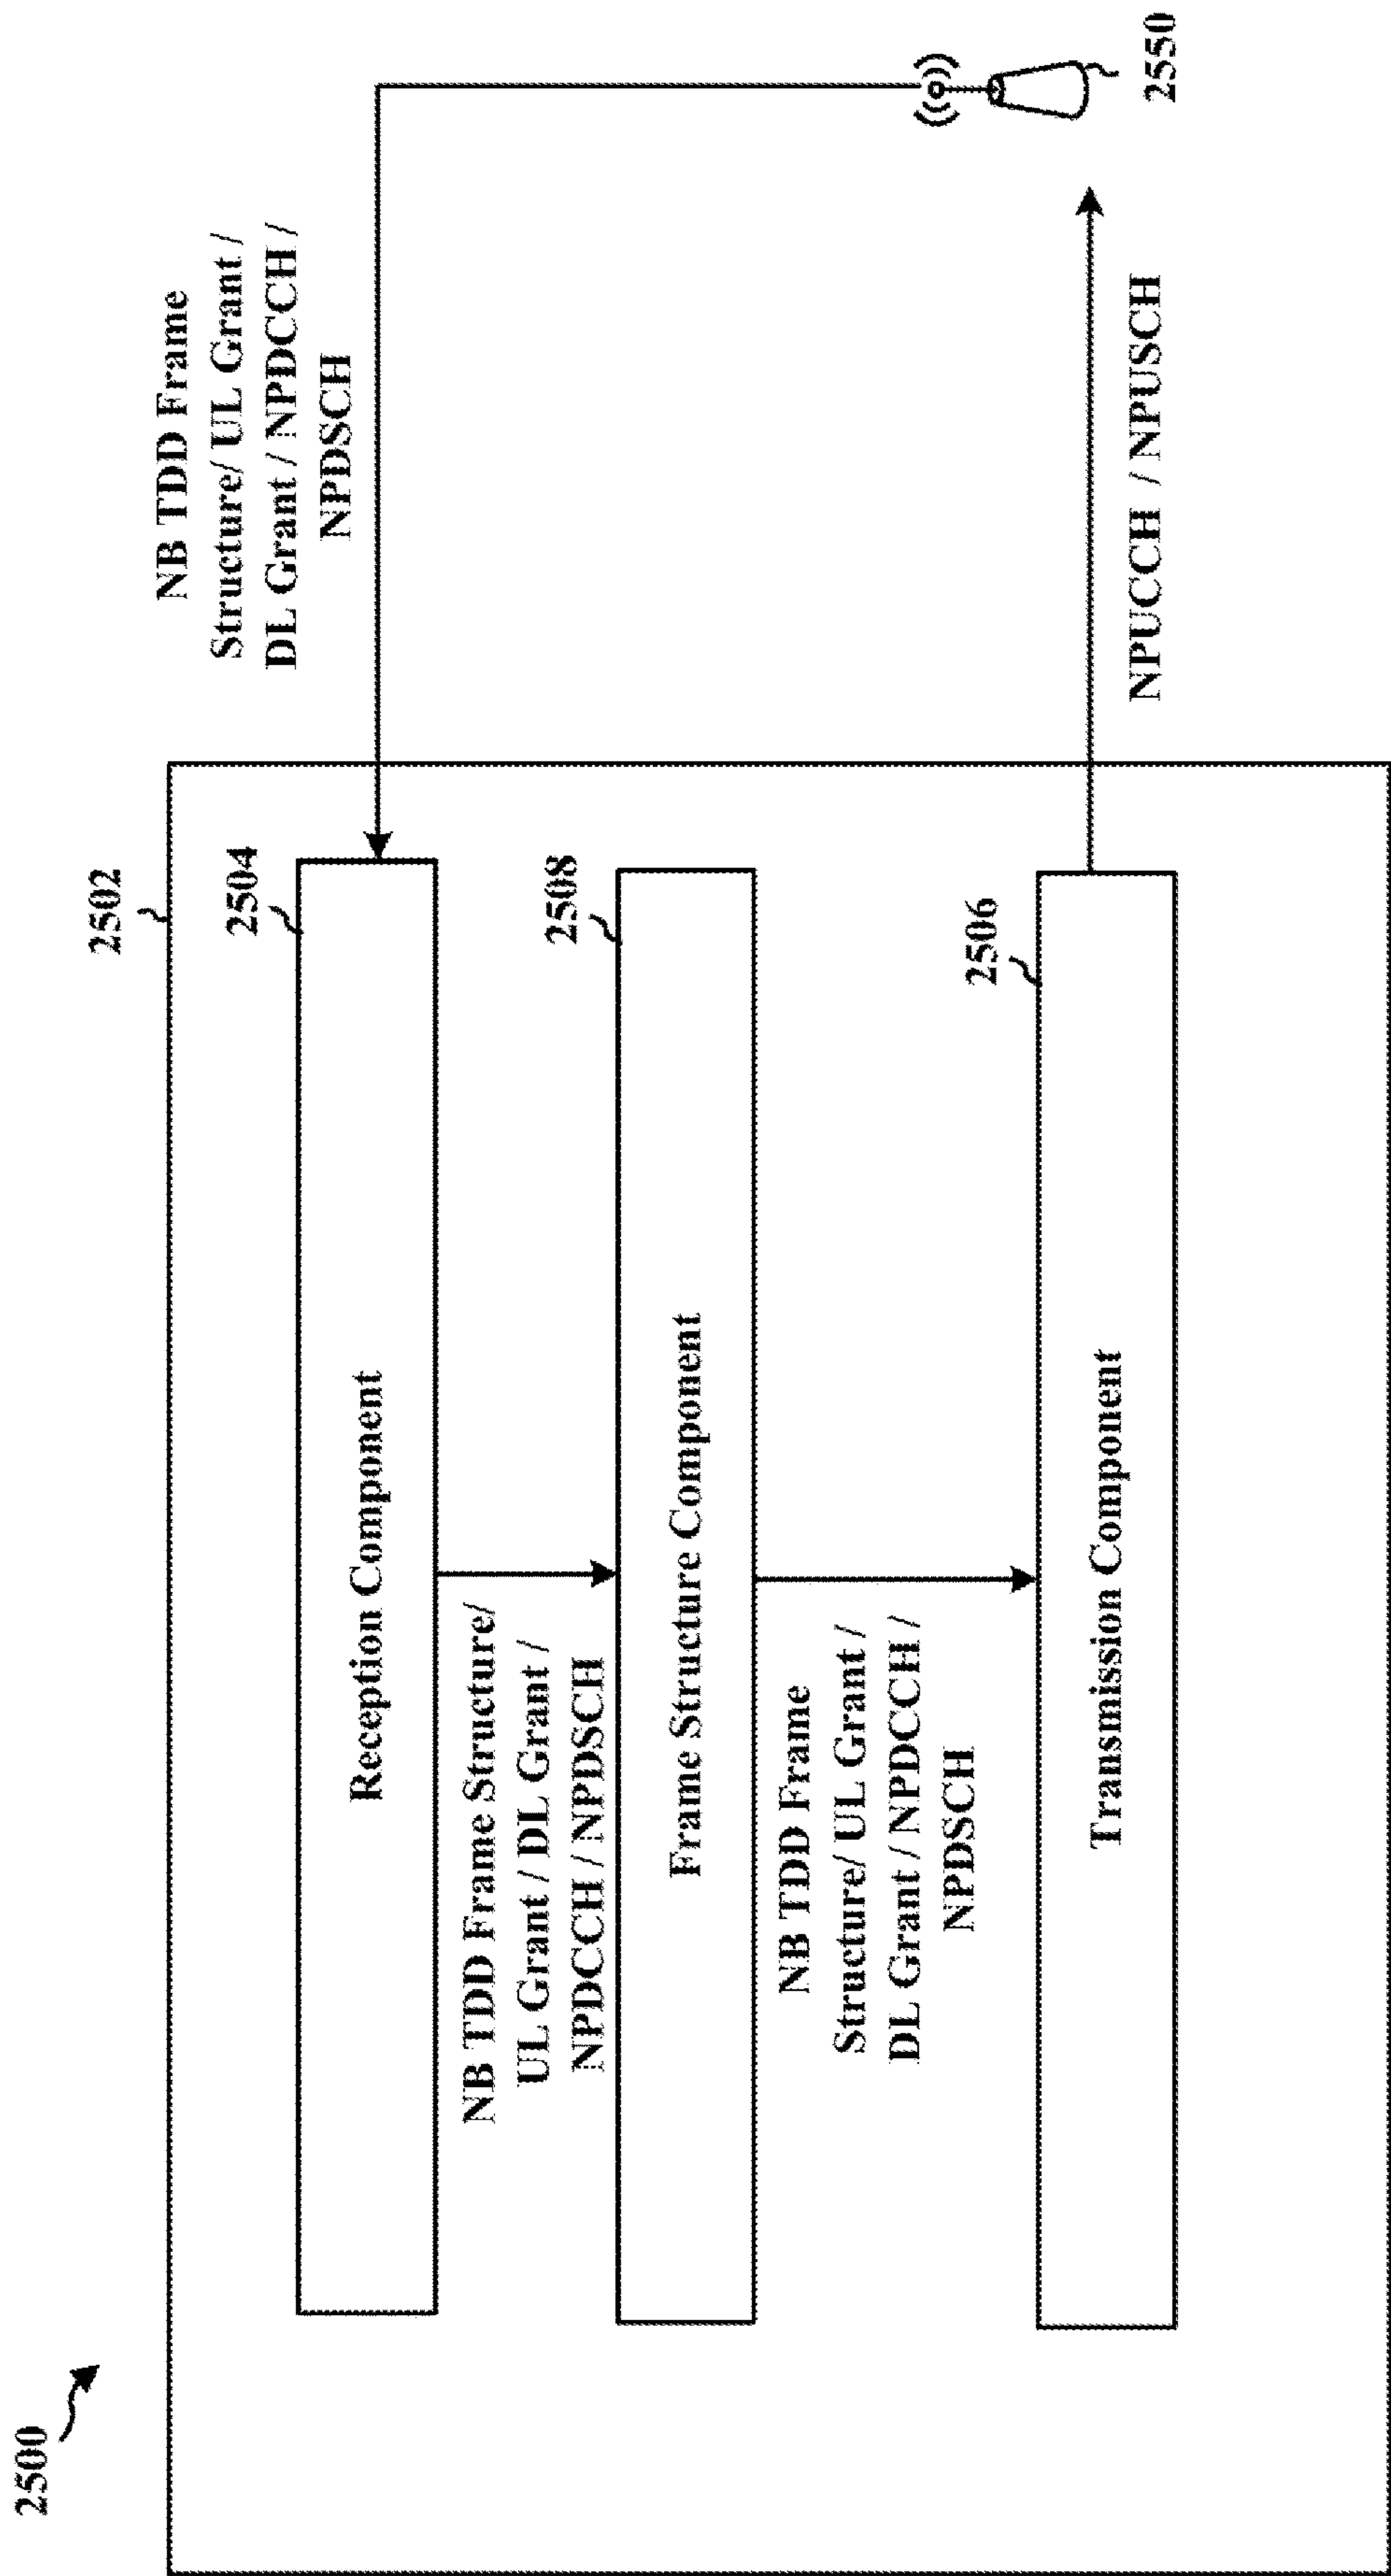 2500
2502
2504
Reception Component
NB TDD Frame
Structure/ UL Grant /
DL Grant / NPDCCH /
NPDSCH
NB TDD Frame Structure/
UL Grant / DL Grant /
NPDCCH / NPDSCH
2508
Frame Structure Component
NB TDD Frame
Structure/ UL Grant /
DL Grant / NPDCCH /
NPDSCH
2506
Transmission Component
NPUCCH / NPUSCH
2550